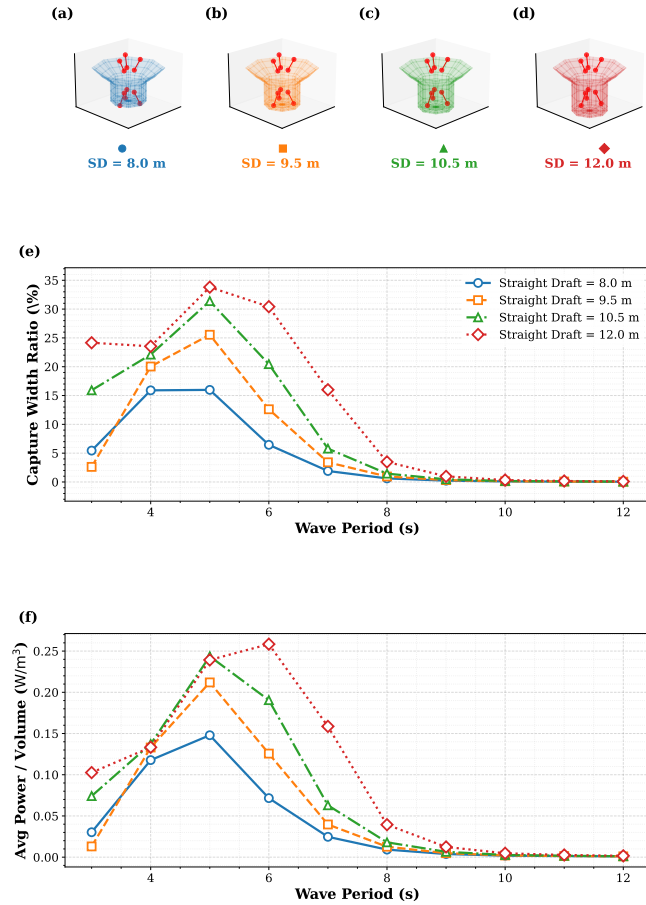 (a) (b) (c) (d)
SD = 8.0 m SD = 9.5 m SD = 10.5 m SD = 12.0 m
(e)
Capture Width Ratio (\%)
35
30
25
20
15
10
5
0
Straight Draft = 8.0 m
Straight Draft = 9.5 m
Straight Draft = 10.5 m
Straight Draft = 12.0 m
4 6 8 10 12
Wave Period (s)
(f)
Avg Power / Volume (W/m³)
0.25
0.20
0.15
0.10
0.05
0.00
4 6 8 10 12
Wave Period (s)